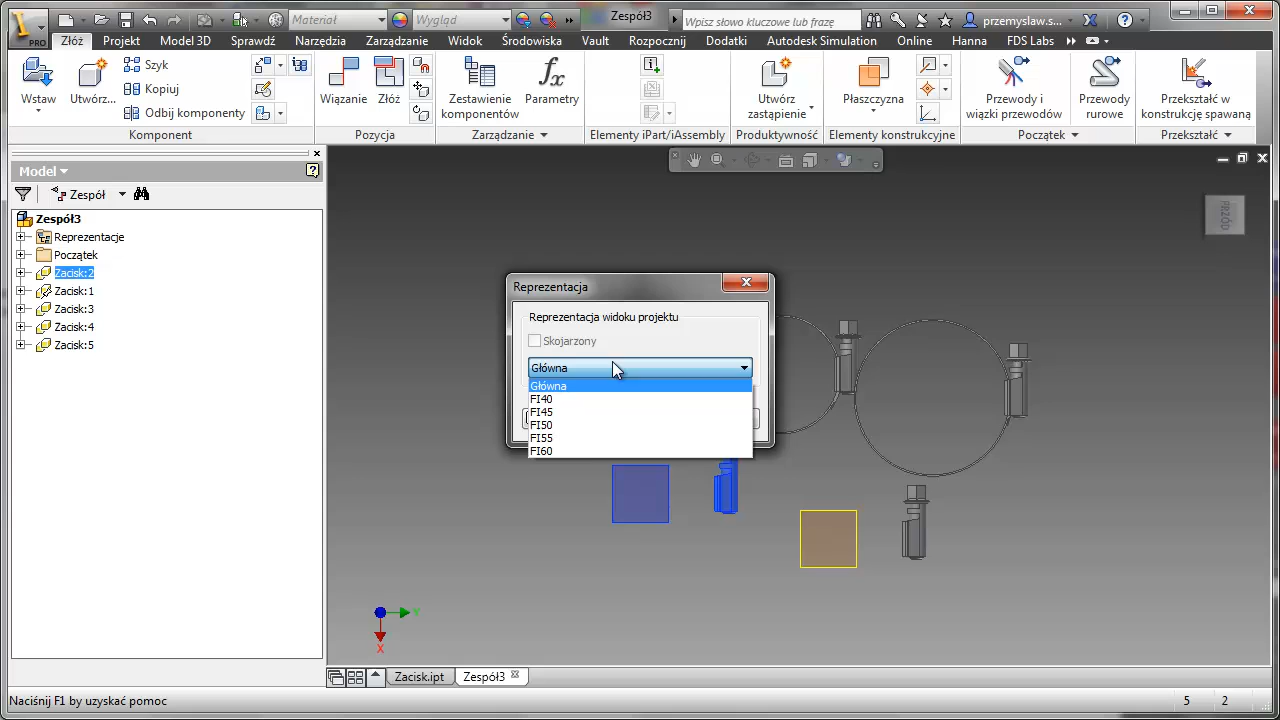 PRO
Materiał
Wygląd
Zespół3
Wpisz słowo kluczowe lub frazę
przemyslaw.s...
Złóż Projekt Model 3D Sprawdź Narzędzia Zarządzanie Widok Środowiska Vault Rozpocznij Dodatki Autodesk Simulation Online Hanna FDS Labs
Wstaw
Utwórz...
Szyk
Kopiuj
Odbij komponenty
Komponent
Wiązanie
Złóż
Pozycja
Zestawienie
komponentów
fx
Parametry
Zarządzanie
Elementy iPart/iAssembly
Utwórz
zastąpienie
Produktywność
Płaszczyzna
Elementy konstrukcyjne
Przewody i
wiązki przewodów
Przewody
rurowe
Początek
Przekształć w
konstrukcję spawaną
Przekształć
Model
Zespół
Zespół3
Reprezentacje
Początek
Zacisk:2
Zacisk:1
Zacisk:3
Zacisk:4
Zacisk:5
PRZÓD
Reprezentacja
Reprezentacja widoku projektu
Skojarzony
Główna
Główna
FI40
FI45
FI50
FI55
FI60
Y
X
Zacisk.ipt
Zespół3
Naciśnij F1 by uzyskać pomoc
5 2